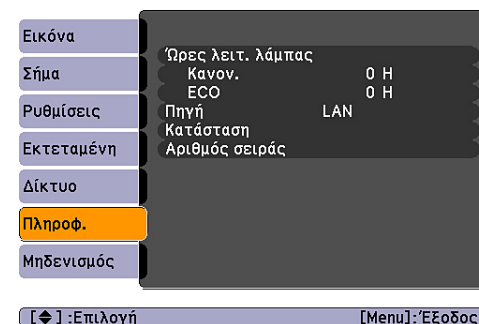 Εικόνα
Σήμα
Ρυθμίσεις
Εκτεταμένη
Δίκτυο
Πληροφ.
Μηδενισμός
Ώρες λειτ. λάμπας
Κανον. 0 H
ECO 0 H
Πηγή LAN
Κατάσταση
Αριθμός σειράς
[◆] :Επιλογή [Menu]:Έξοδος